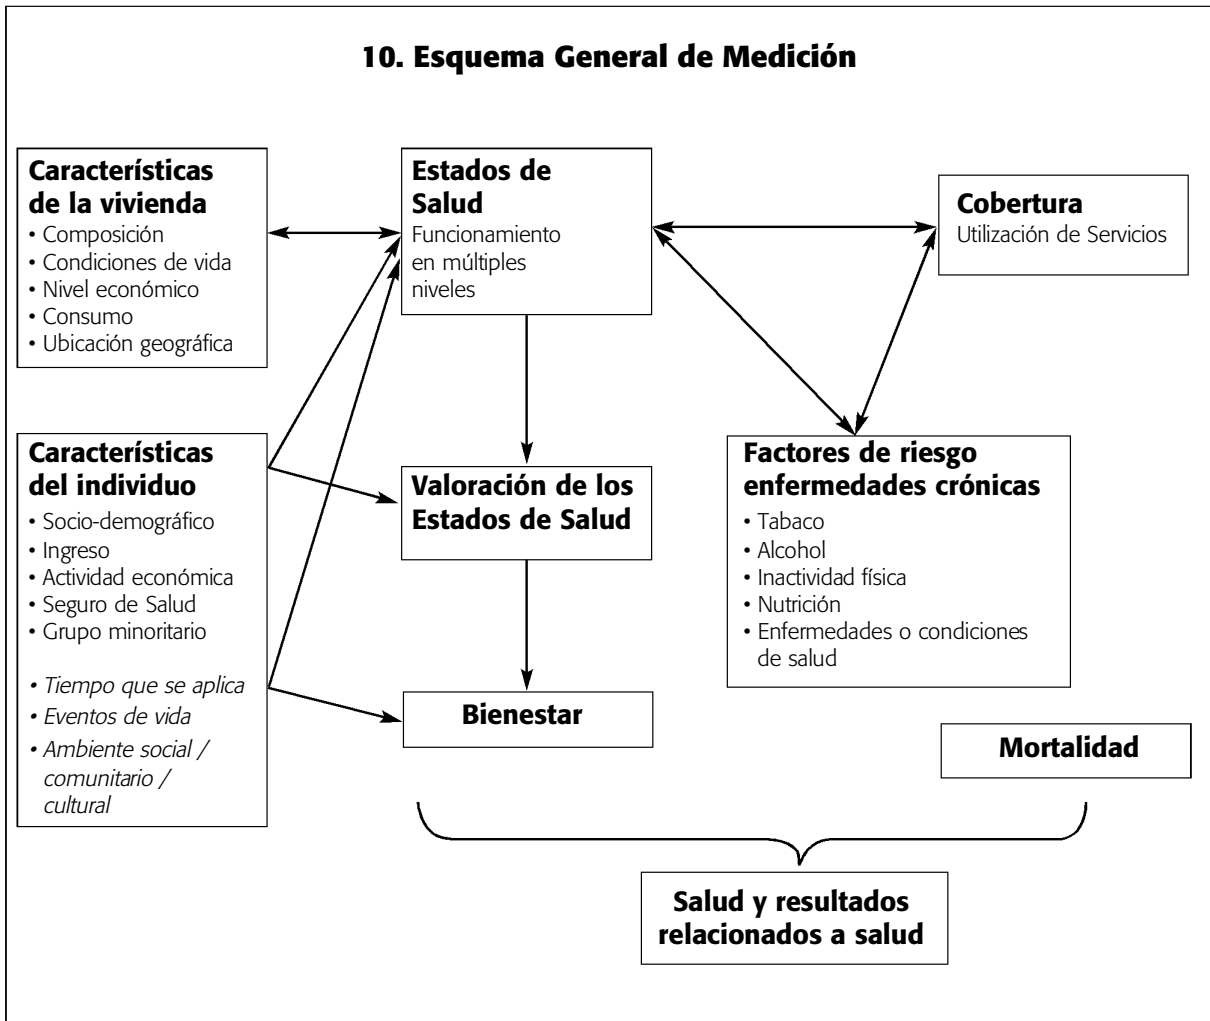 10. Esquema General de Medición
Características
de la vivienda
• Composición
• Condiciones de vida
• Nivel económico
• Consumo
• Ubicación geográfica
Estados de
Salud
Funcionamiento
en múltiples
niveles
Cobertura
Utilización de Servicios
Características
del individuo
• Socio-demográfico
• Ingreso
• Actividad económica
• Seguro de Salud
• Grupo minoritario
• Tiempo que se aplica
• Eventos de vida
• Ambiente social /
comunitario /
cultural
Valoración de los
Estados de Salud
Factores de riesgo
enfermedades crónicas
• Tabaco
• Alcohol
• Inactividad física
• Nutrición
• Enfermedades o condiciones
de salud
Bienestar
Mortalidad
Salud y resultados
relacionados a salud